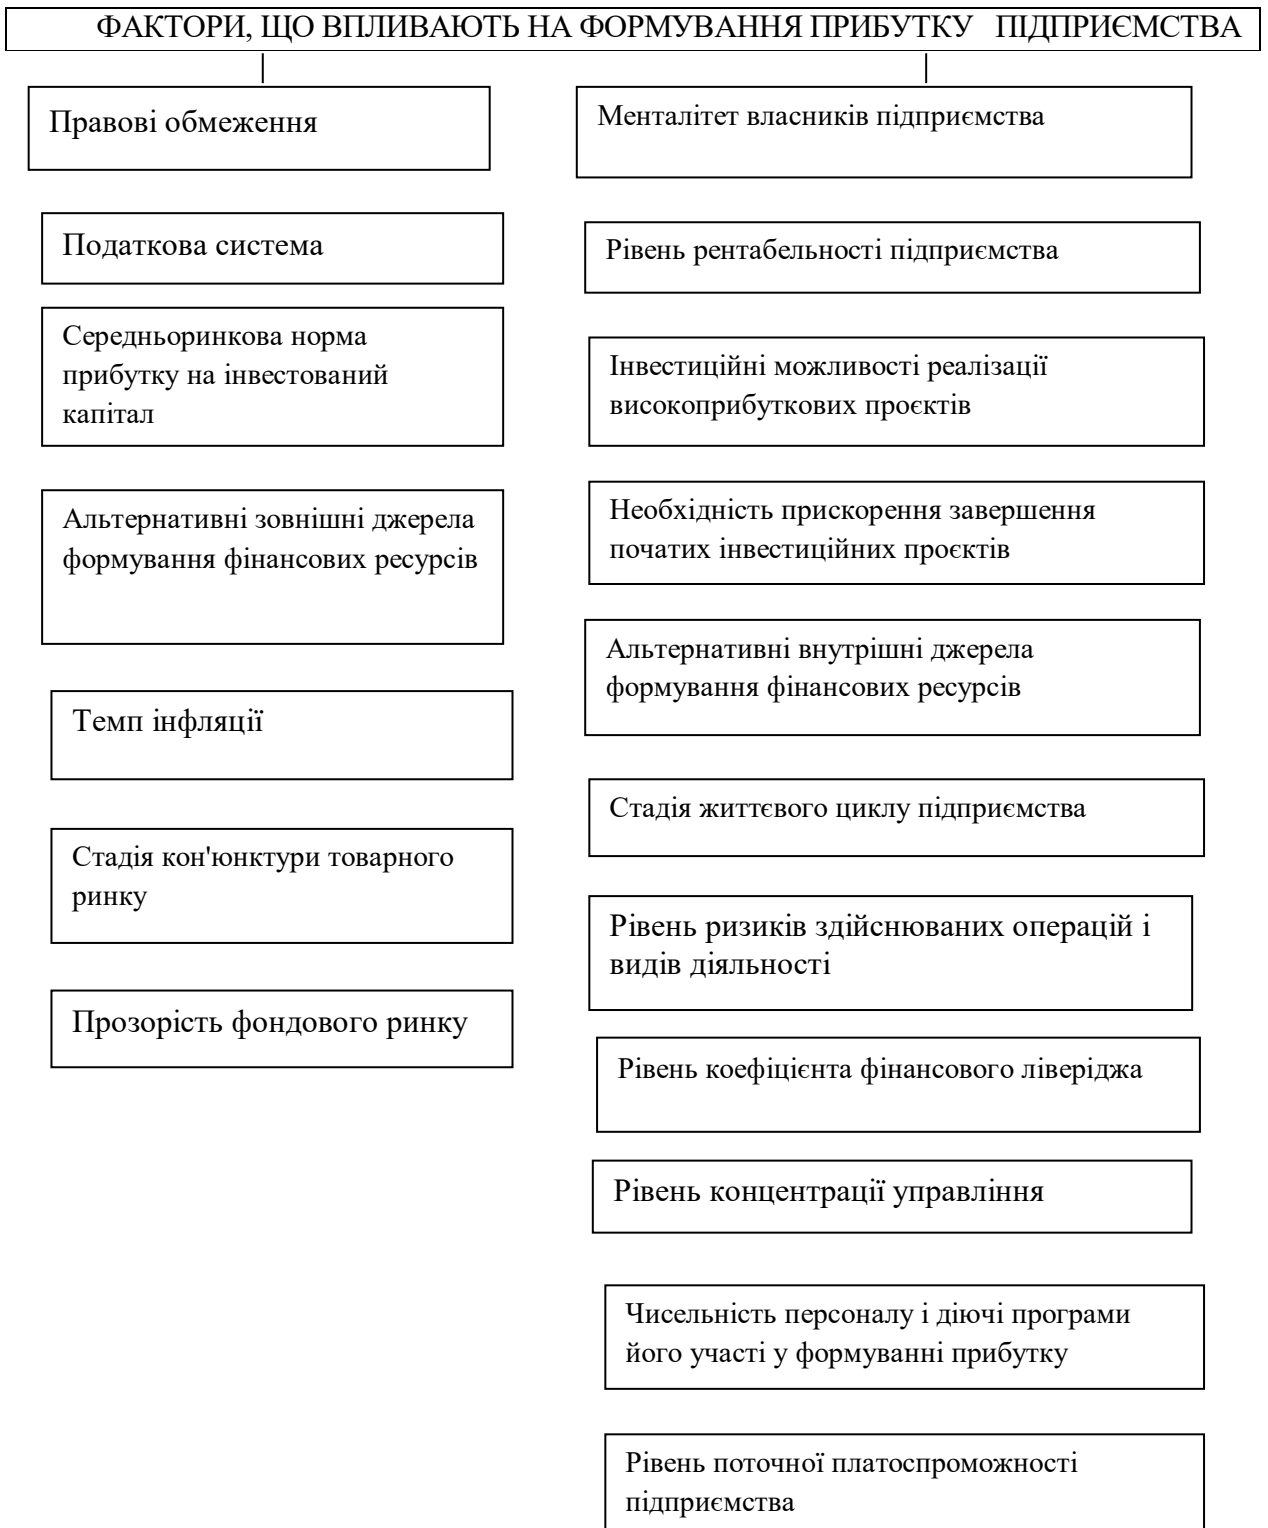 ФАКТОРИ, ЩО ВПЛИВАЮТЬ НА ФОРМУВАННЯ ПРИБУТКУ ПІДПРИЄМСТВА
Правові обмеження
Податкова система
Середньоринкова норма
прибутку на інвестований
капітал
Альтернативні зовнішні джерела
формування фінансових ресурсів
Темп інфляції
Стадія кон'юнктури товарного
ринку
Прозорість фондового ринку
Менталітет власників підприємства
Рівень рентабельності підприємства
Інвестиційні можливості реалізації
високоприбуткових проєктів
Необхідність прискорення завершення
початих інвестиційних проєктів
Альтернативні внутрішні джерела
формування фінансових ресурсів
Стадія життєвого циклу підприємства
Рівень ризиків здійснюваних операцій і
видів діяльності
Рівень коефіцієнта фінансового ліверіджа
Рівень концентрації управління
Чисельність персоналу і діючі програми
його участі у формуванні прибутку
Рівень поточної платоспроможності
підприємства